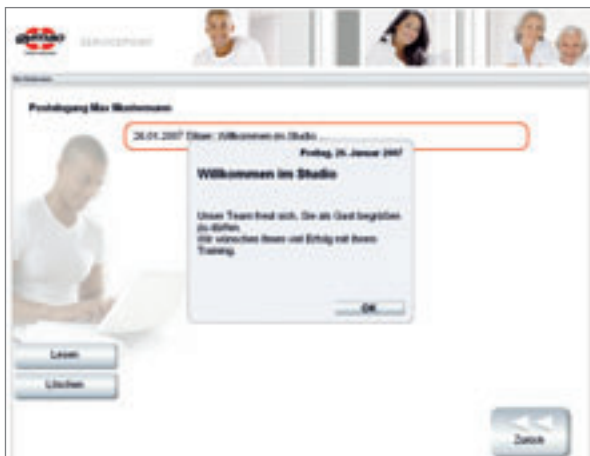 SERVICEPOINT
Posteingang Max Mustermann
26.01.2007 Willkommen im Studio
Freitag, 26. Januar 2007
Willkommen im Studio
Unser Team freut sich, Sie als Gast begrüßen
zu dürfen.
Wir wünschen Ihnen viel Erfolg mit Ihrem
Training.
OK
Lesen
Löschen
Zurück